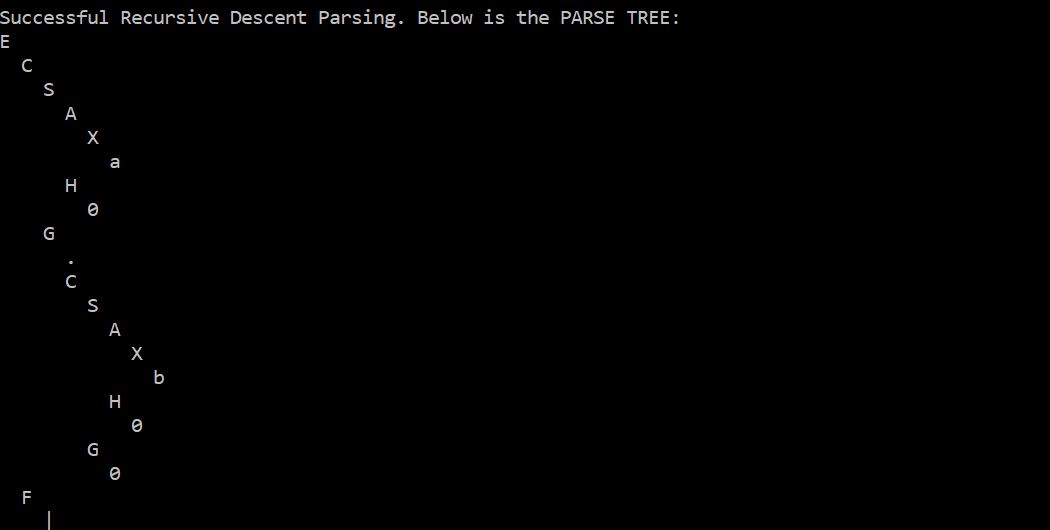 Successful Recursive Descent Parsing. Below is the PARSE TREE:
E
C
S
A
X
a
H
0
G
.
C
S
A
X
b
H
0
G
0
F
|